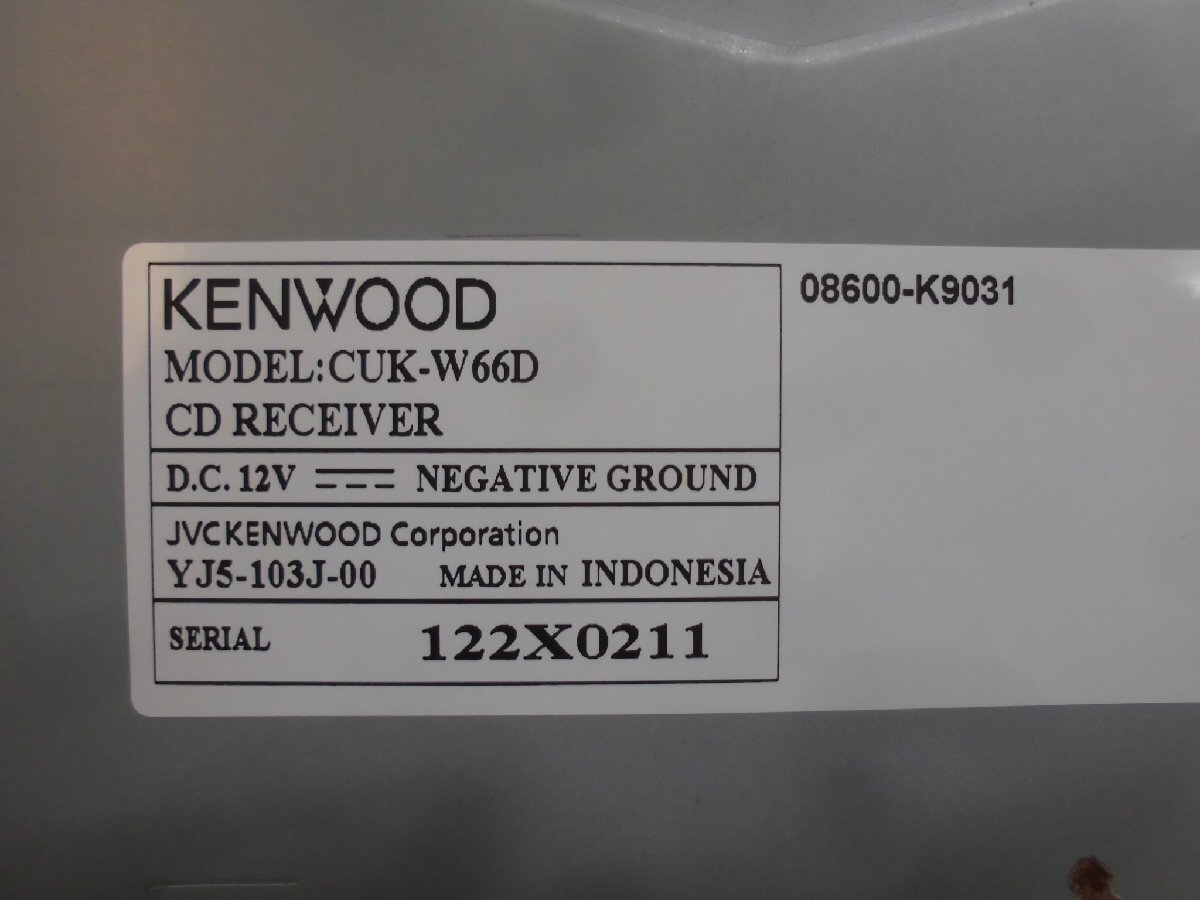 KENWOOD
MODEL:CUK-W66D
CD RECEIVER
D.C. 12V NEGATIVE GROUND
JVCKENWOOD Corporation
YJ5-103J-00 MADE IN INDONESIA
SERIAL 122X0211
08600-K9031